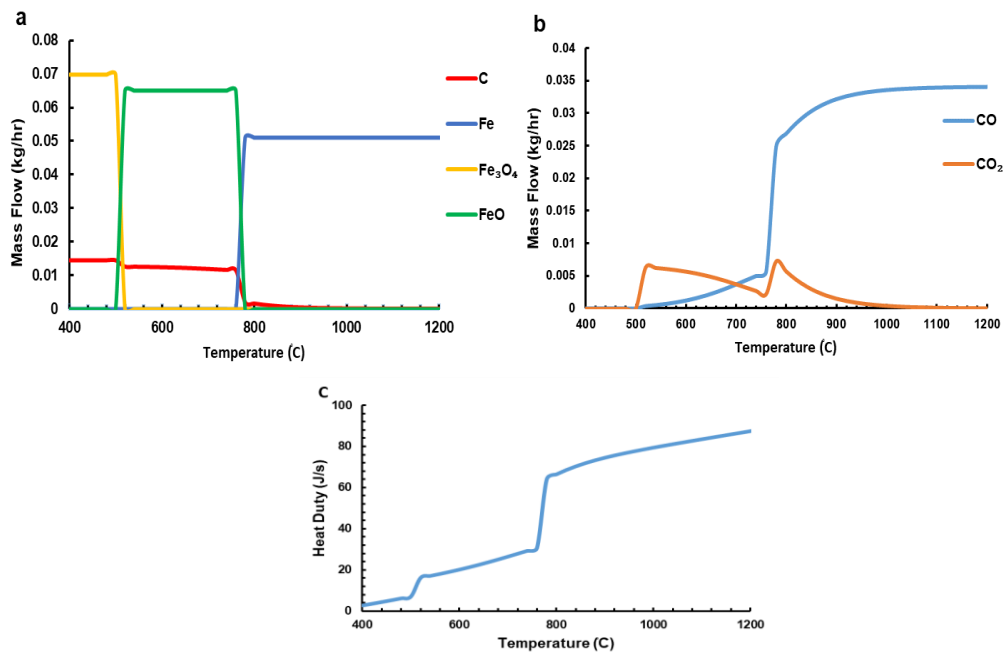 a
0.08
0.07
0.06
0.05
0.04
0.03
0.02
0.01
0
400
600
800
1000
1200
Mass Flow (kg/hr)
Temperature (C)
C
Fe
Fe₃O₄
FeO
b
0.04
0.035
0.03
0.025
0.02
0.015
0.01
0.005
0
400
500
600
700
800
900
1000
1100
1200
Mass Flow (kg/hr)
Temperature (C)
CO
CO₂
C
100
80
60
40
20
0
400
600
800
1000
1200
Heat Duty (J/s)
Temperature (C)